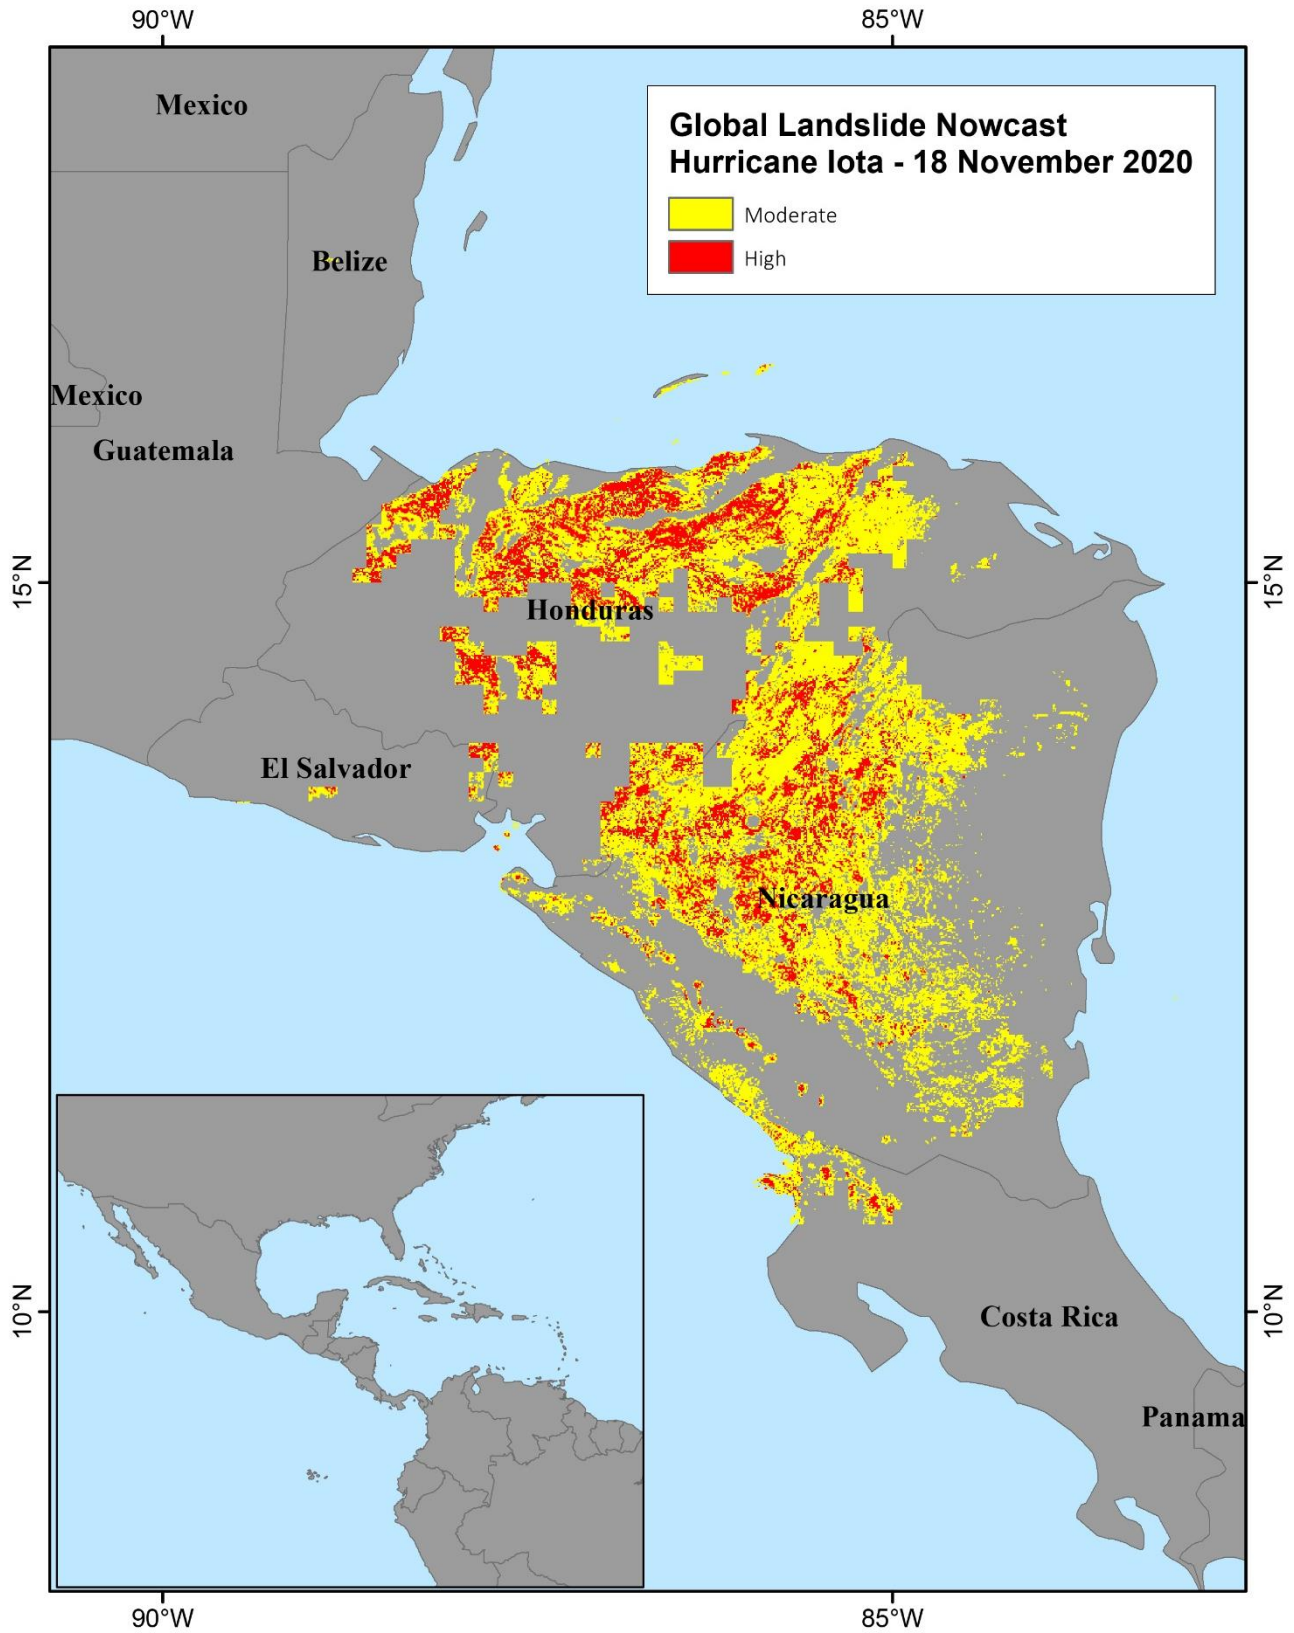 90°W
85°W
Global Landslide Nowcast
Hurricane Iota - 18 November 2020
Moderate
High
Mexico
Belize
Mexico
Guatemala
15°N
15°N
Honduras
El Salvador
Nicaragua
10°N
10°N
Costa Rica
Panama
90°W
85°W